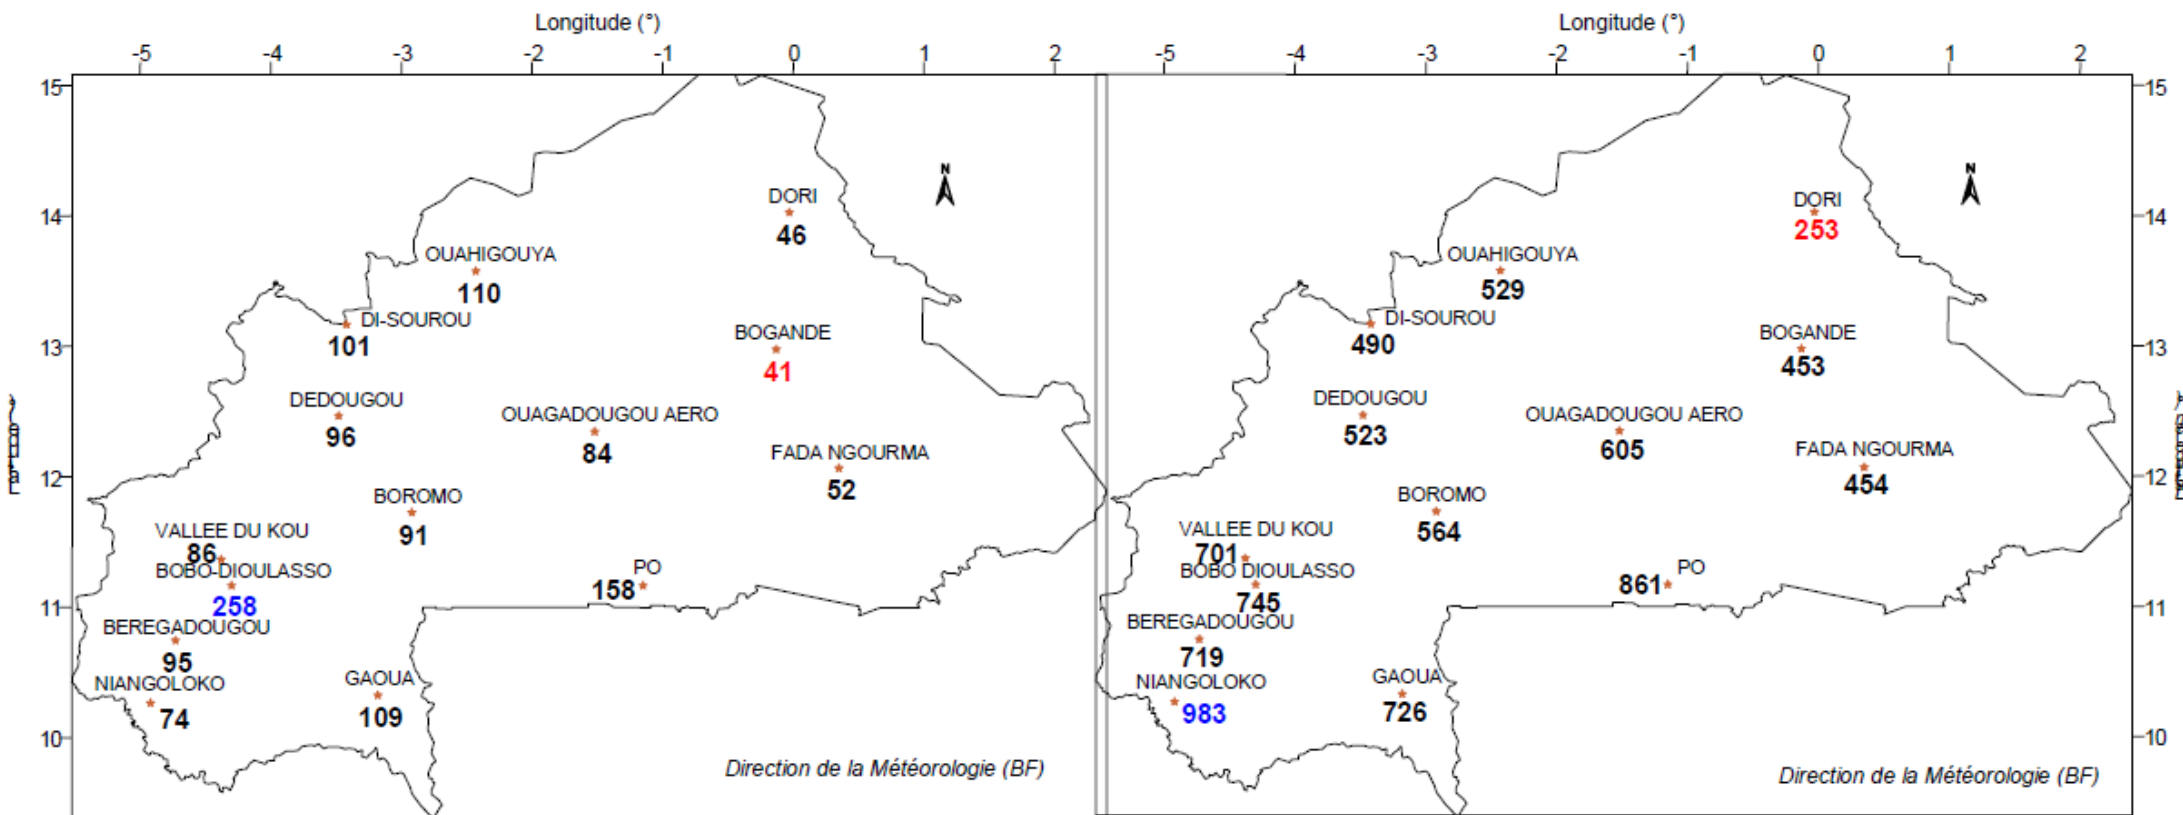 Longitude (°)
-5 -4 -3 -2 -1 0 1 2
15
14
13
12
11
10
N
DORI
46
OUAHIGOUYA
110
DI-SOUROU
101
BOGANDE
41
DEDOUGOU
96
OUAGADOUGOU AERO
84
FADA NGOURMA
52
BOROMO
91
VALLEE DU KOU
86
BOBO-DIOULASSO
258
PO
158
BEREGADOUGOU
95
NIANGOLOKO
74
GAOUA
109
Direction de la Météorologie (BF)
Longitude (°)
-5 -4 -3 -2 -1 0 1 2
15
14
13
12
11
10
N
DORI
253
OUAHIGOUYA
529
DI-SOUROU
490
BOGANDE
453
DEDOUGOU
523
OUAGADOUGOU AERO
605
FADA NGOURMA
454
BOROMO
564
VALLEE DU KOU
701
BOBO DIOULASSO
745
PO
861
BEREGADOUGOU
719
NIANGOLOKO
983
GAOUA
726
Direction de la Météorologie (BF)